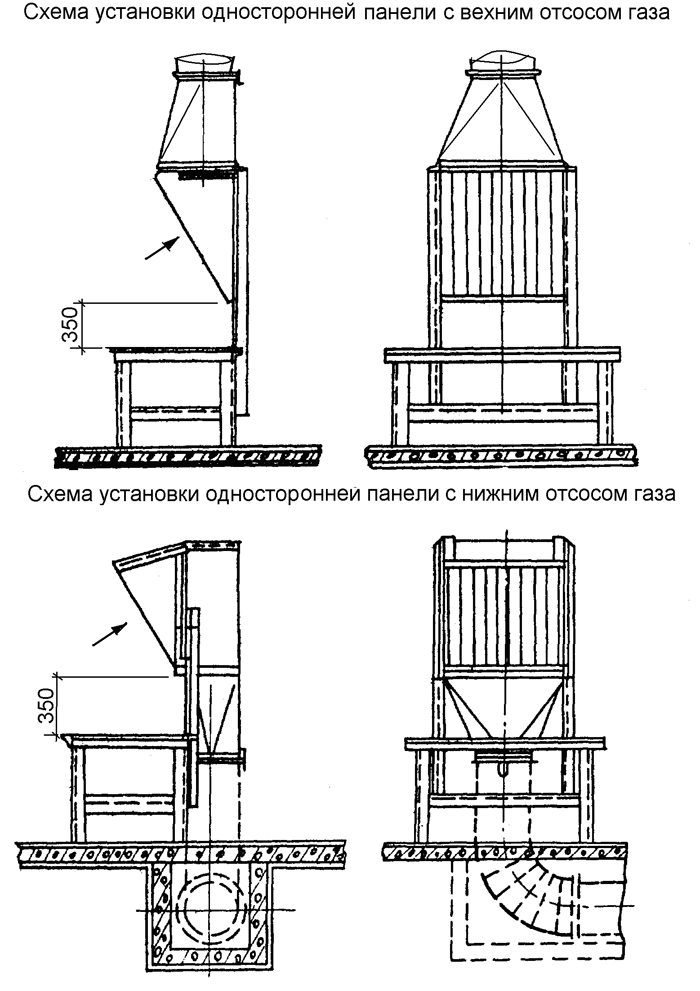 Схема установки односторонней панели с вехним отсосом газа
350
Схема установки односторонней панели с нижним отсосом газа
350